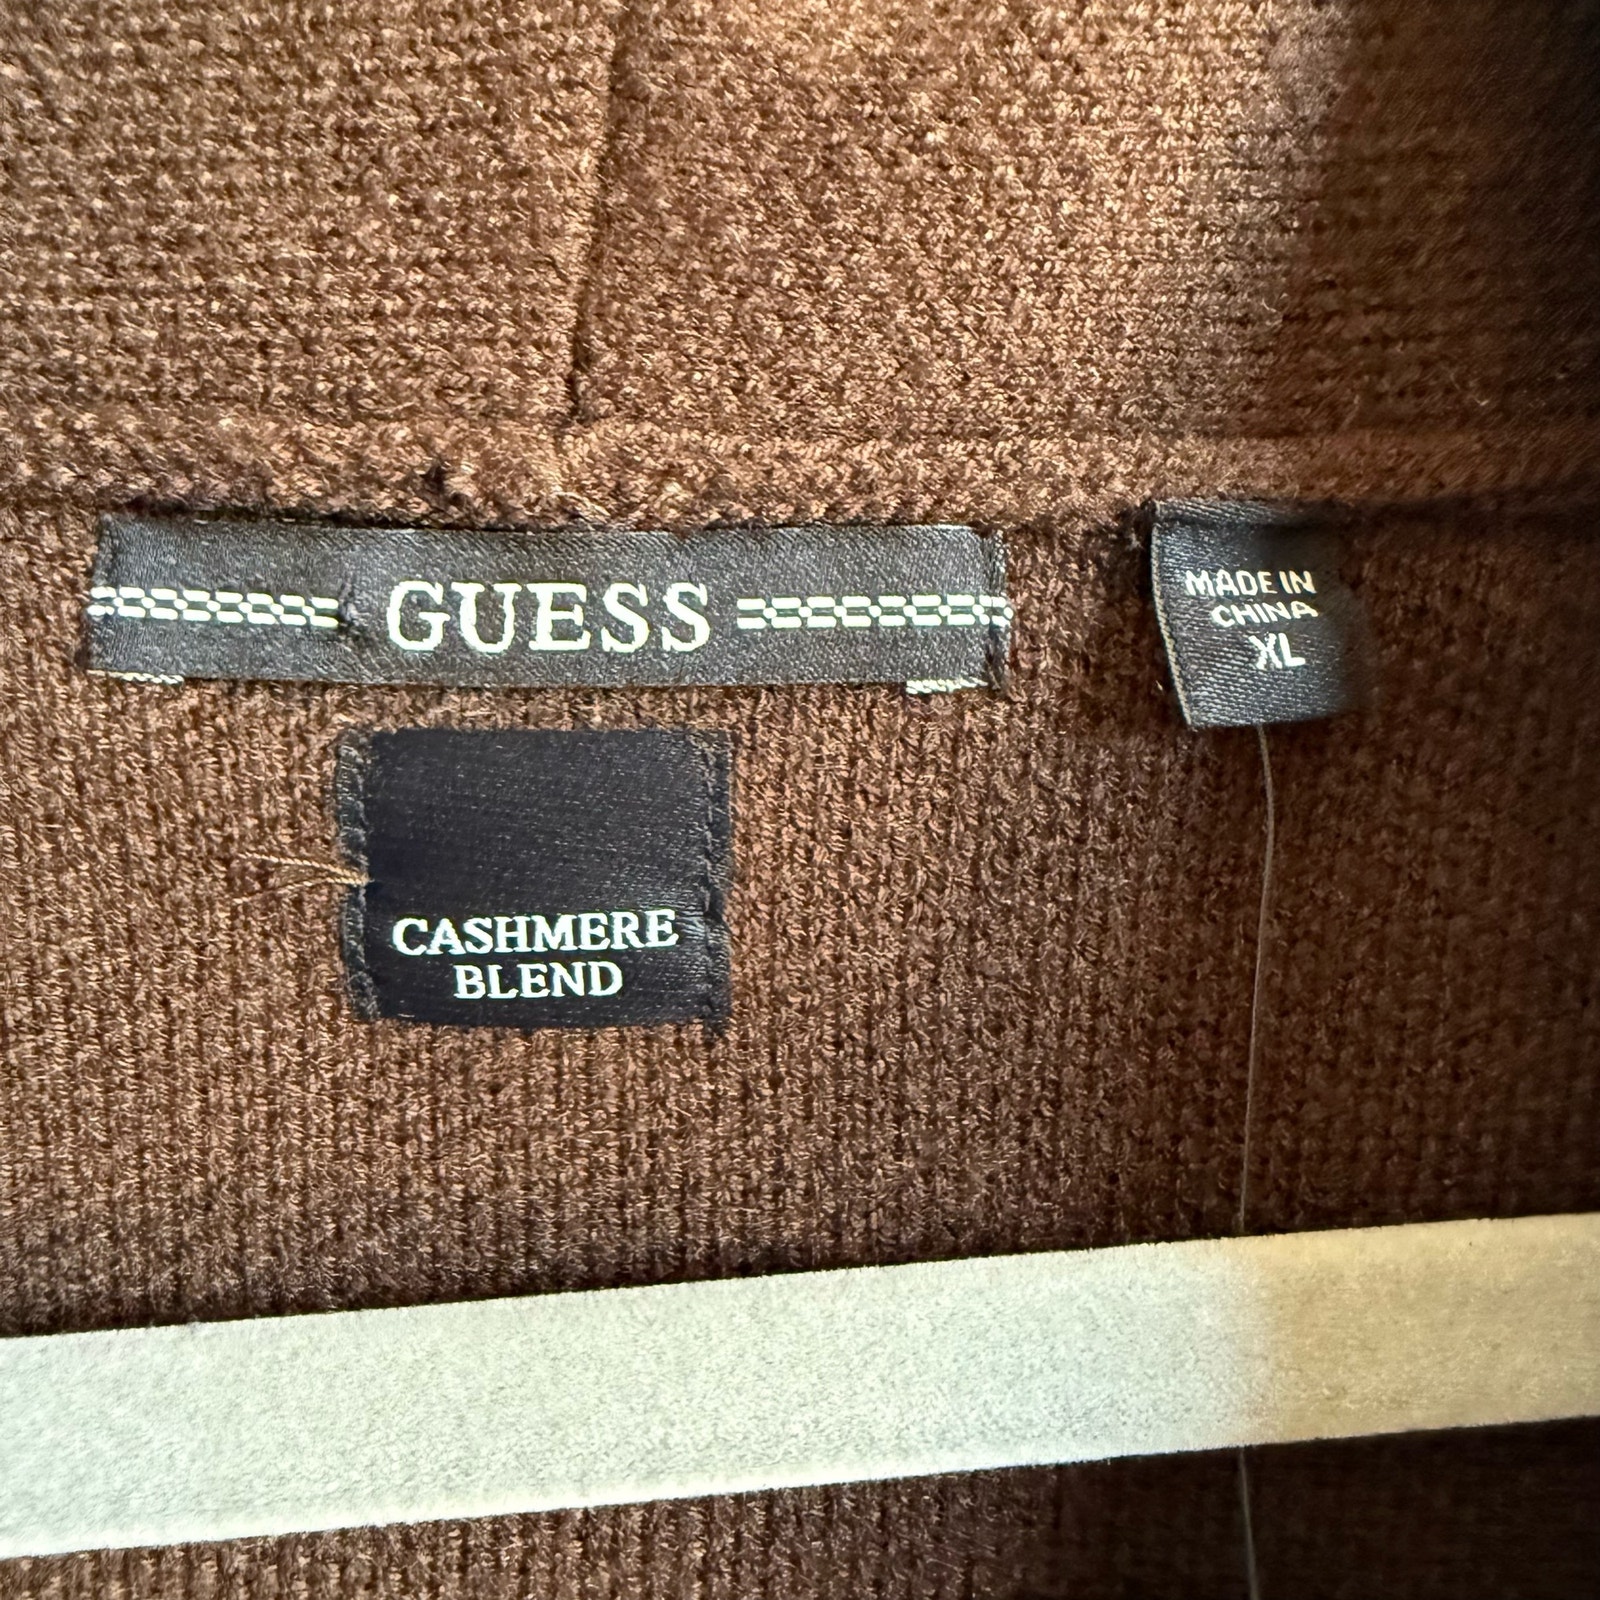 GUESS
MADE IN
CHINA
XL
CASHMERE
BLEND